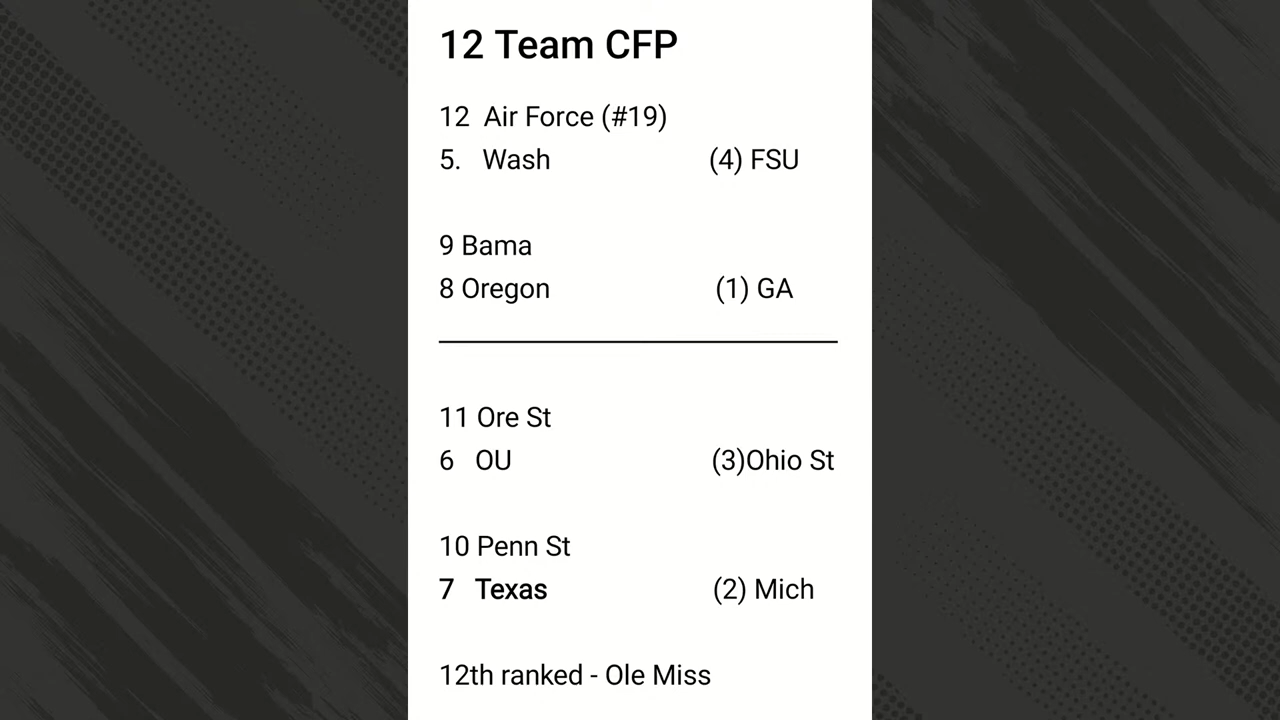 12 Team CFP
12 Air Force (#19)
5. Wash (4) FSU
9 Bama
8 Oregon (1) GA
11 Ore St
6 OU (3)Ohio St
10 Penn St
7 Texas (2) Mich
12th ranked - Ole Miss